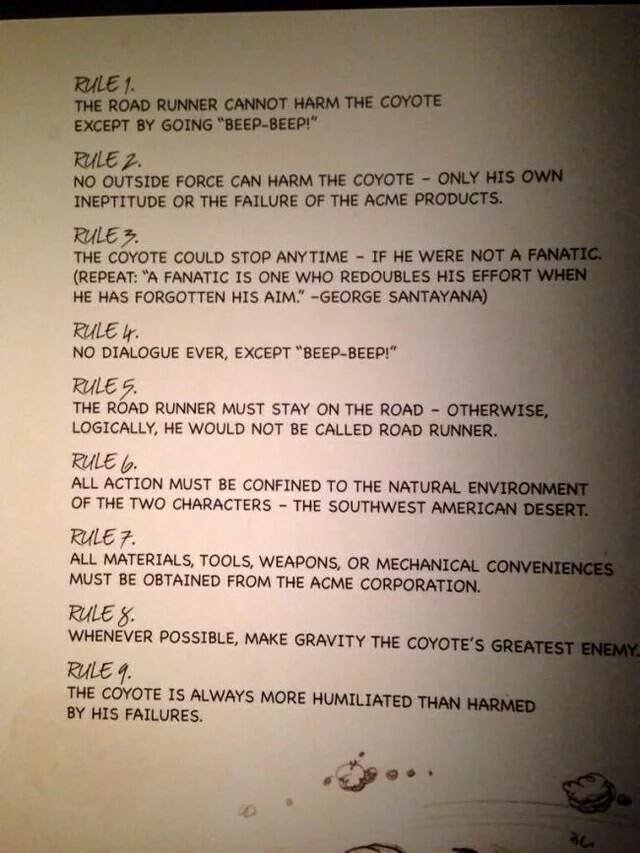 RULE 1.
THE ROAD RUNNER CANNOT HARM THE COYOTE
EXCEPT BY GOING "BEEP-BEEP!"
RULE 2.
NO OUTSIDE FORCE CAN HARM THE COYOTE – ONLY HIS OWN
INEPTITUDE OR THE FAILURE OF THE ACME PRODUCTS.
RULE 3.
THE COYOTE COULD STOP ANYTIME – IF HE WERE NOT A FANATIC.
(REPEAT: "A FANATIC IS ONE WHO REDOUBLES HIS EFFORT WHEN
HE HAS FORGOTTEN HIS AIM." –GEORGE SANTAYANA)
RULE 4.
NO DIALOGUE EVER, EXCEPT "BEEP-BEEP!"
RULE 5.
THE ROAD RUNNER MUST STAY ON THE ROAD – OTHERWISE,
LOGICALLY, HE WOULD NOT BE CALLED ROAD RUNNER.
RULE 6.
ALL ACTION MUST BE CONFINED TO THE NATURAL ENVIRONMENT
OF THE TWO CHARACTERS – THE SOUTHWEST AMERICAN DESERT.
RULE 7.
ALL MATERIALS, TOOLS, WEAPONS, OR MECHANICAL CONVENIENCES
MUST BE OBTAINED FROM THE ACME CORPORATION.
RULE 8.
WHENEVER POSSIBLE, MAKE GRAVITY THE COYOTE'S GREATEST ENEMY.
RULE 9.
THE COYOTE IS ALWAYS MORE HUMILIATED THAN HARMED
BY HIS FAILURES.